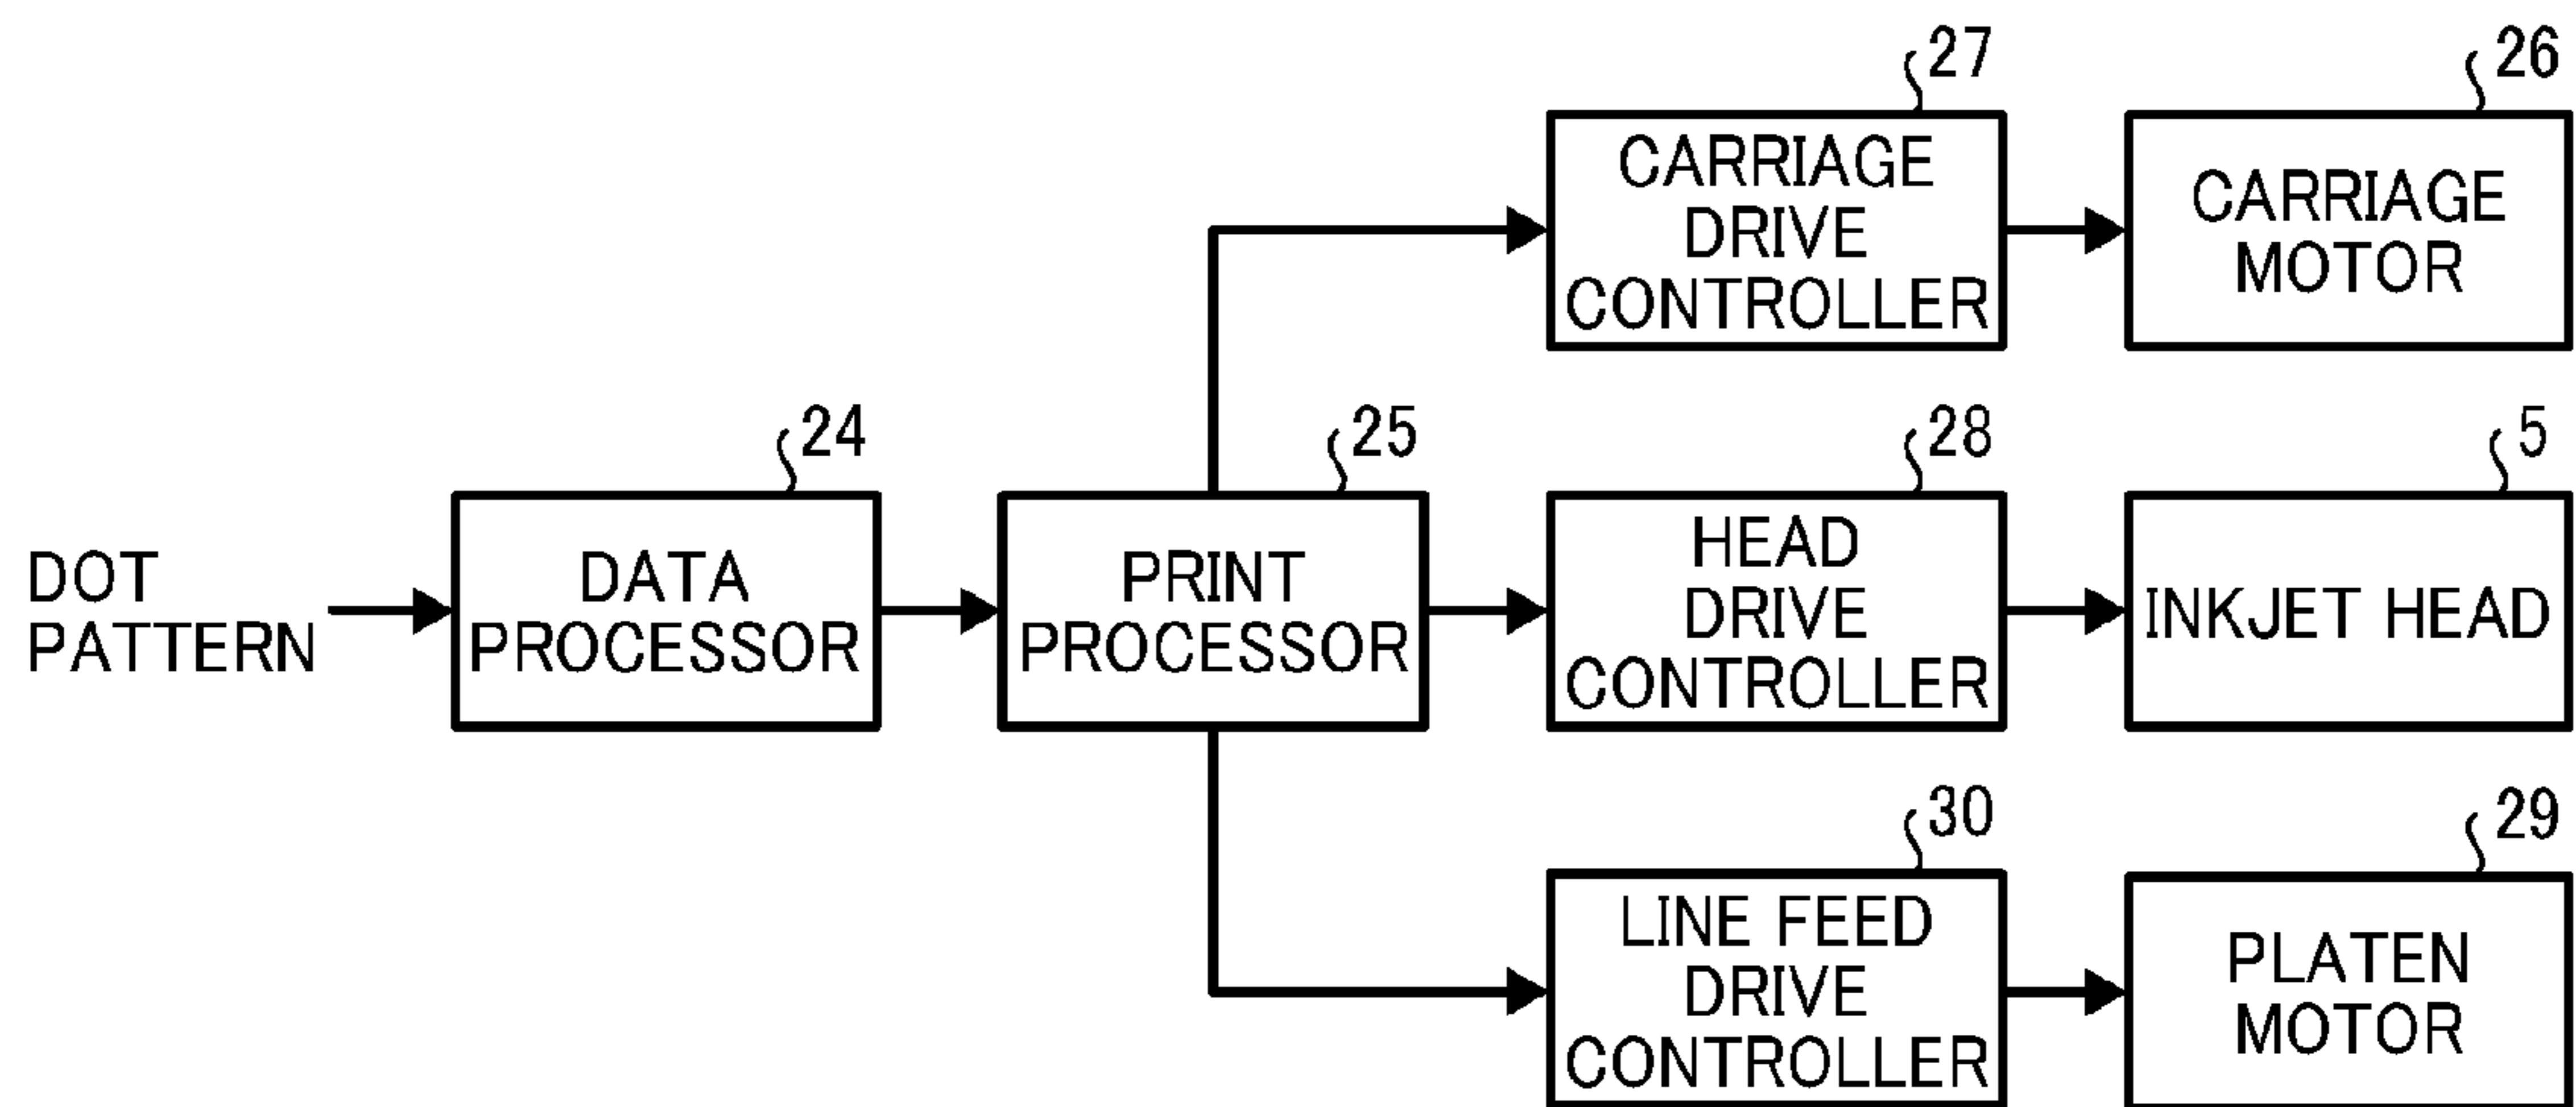 27
CARRIAGE
DRIVE
CONTROLLER
26
CARRIAGE
MOTOR
DOT
PATTERN
24
DATA
PROCESSOR
25
PRINT
PROCESSOR
28
HEAD
DRIVE
CONTROLLER
5
INKJET HEAD
30
LINE FEED
DRIVE
CONTROLLER
29
PLATEN
MOTOR